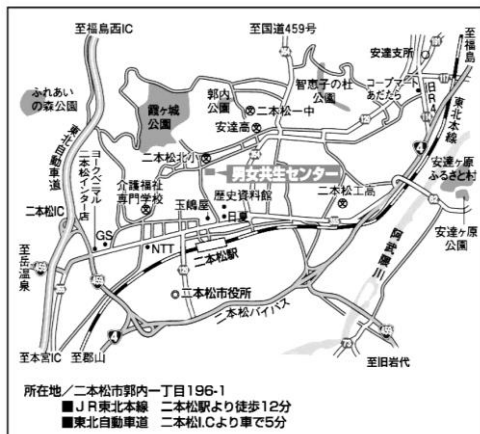 至福島西IC
至国道459号
至福島
安達支所
ふれあい
の森公園
霞ヶ城
公園
郭内
公園
智恵子の杜
公園
コープマート
あだたら
旧RA
東北本線
二本松一中
安達高
東北自動車道
ヨークベニマル
二本松インター店
二本松北小
男女共生センター
安達ヶ原
ふるさと村
介護福祉
専門学校
玉嶋屋
歴史資料館
日夏
二本松工高
二本松IC
GS
NTT
二本松駅
安達ヶ原
公園
至岳温泉
阿武隈川
二本松市役所
二本松バイパス
4
4
至本宮IC
至郡山
至旧岩代
所在地／二本松市郭内一丁目196-1
■JR東北本線 二本松駅より徒歩12分
■東北自動車道 二本松I.Cより車で5分